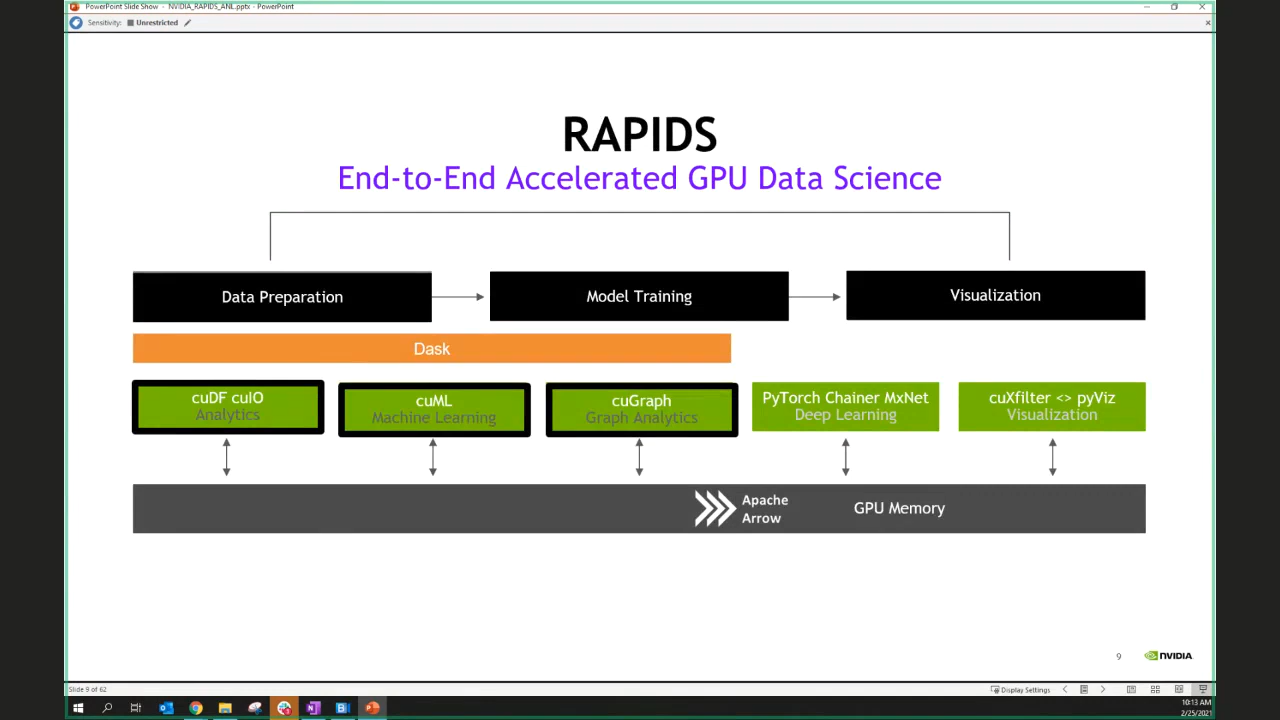 PowerPoint Slide Show - NVIDIA_RAPIDS_ANL.pptx - PowerPoint
Sensitivity: Unrestricted
RAPIDS
End-to-End Accelerated GPU Data Science
Data Preparation
Model Training
Visualization
Dask
cuDF cuIO
Analytics
cuML
Machine Learning
cuGraph
Graph Analytics
PyTorch Chainer MxNet
Deep Learning
cuXfilter <> pyViz
Visualization
Apache
Arrow
GPU Memory
9
NVIDIA
Slide 9 of 62
Display Settings
10:13 AM
2/25/2021